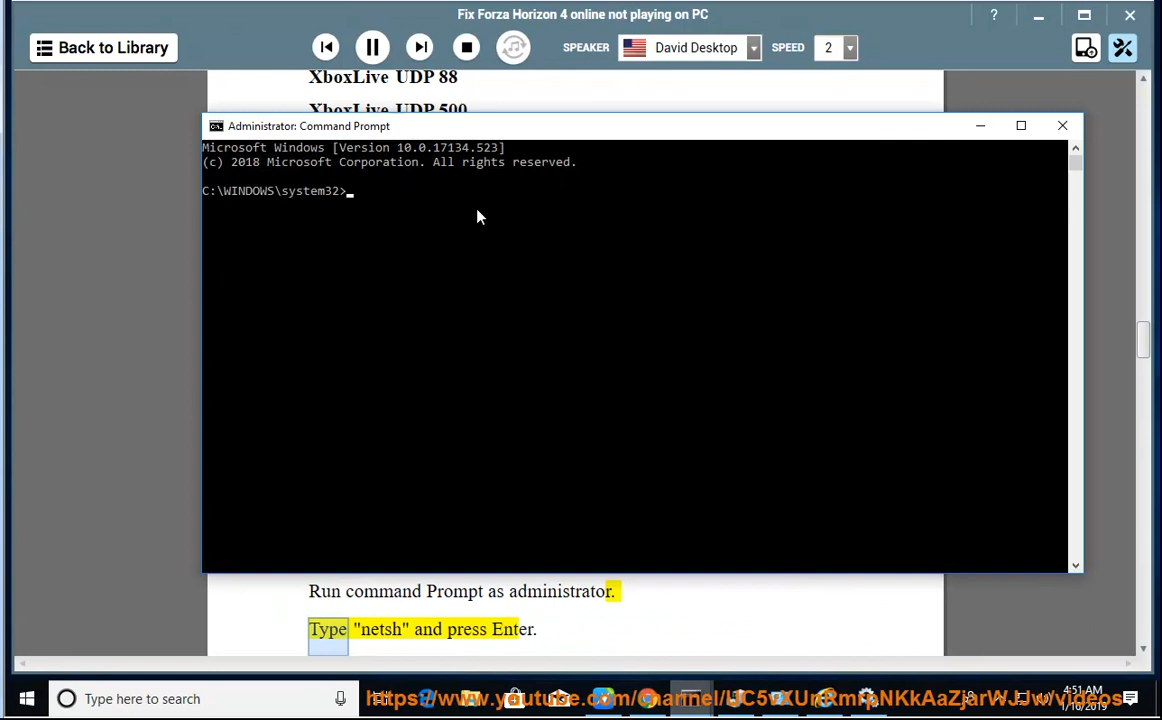 Fix Forza Horizon 4 online not playing on PC
?
Back to Library
SPEAKER
David Desktop
SPEED
2
XboxLive UDP 88
XboxLive UDP 500
Administrator: Command Prompt
Microsoft Windows [Version 10.0.17134.523]
(c) 2018 Microsoft Corporation. All rights reserved.
C:\WINDOWS\system32>
Run command Prompt as administrator.
Type "netsh" and press Enter.
Type here to search
4:51 AM
1/16/2019